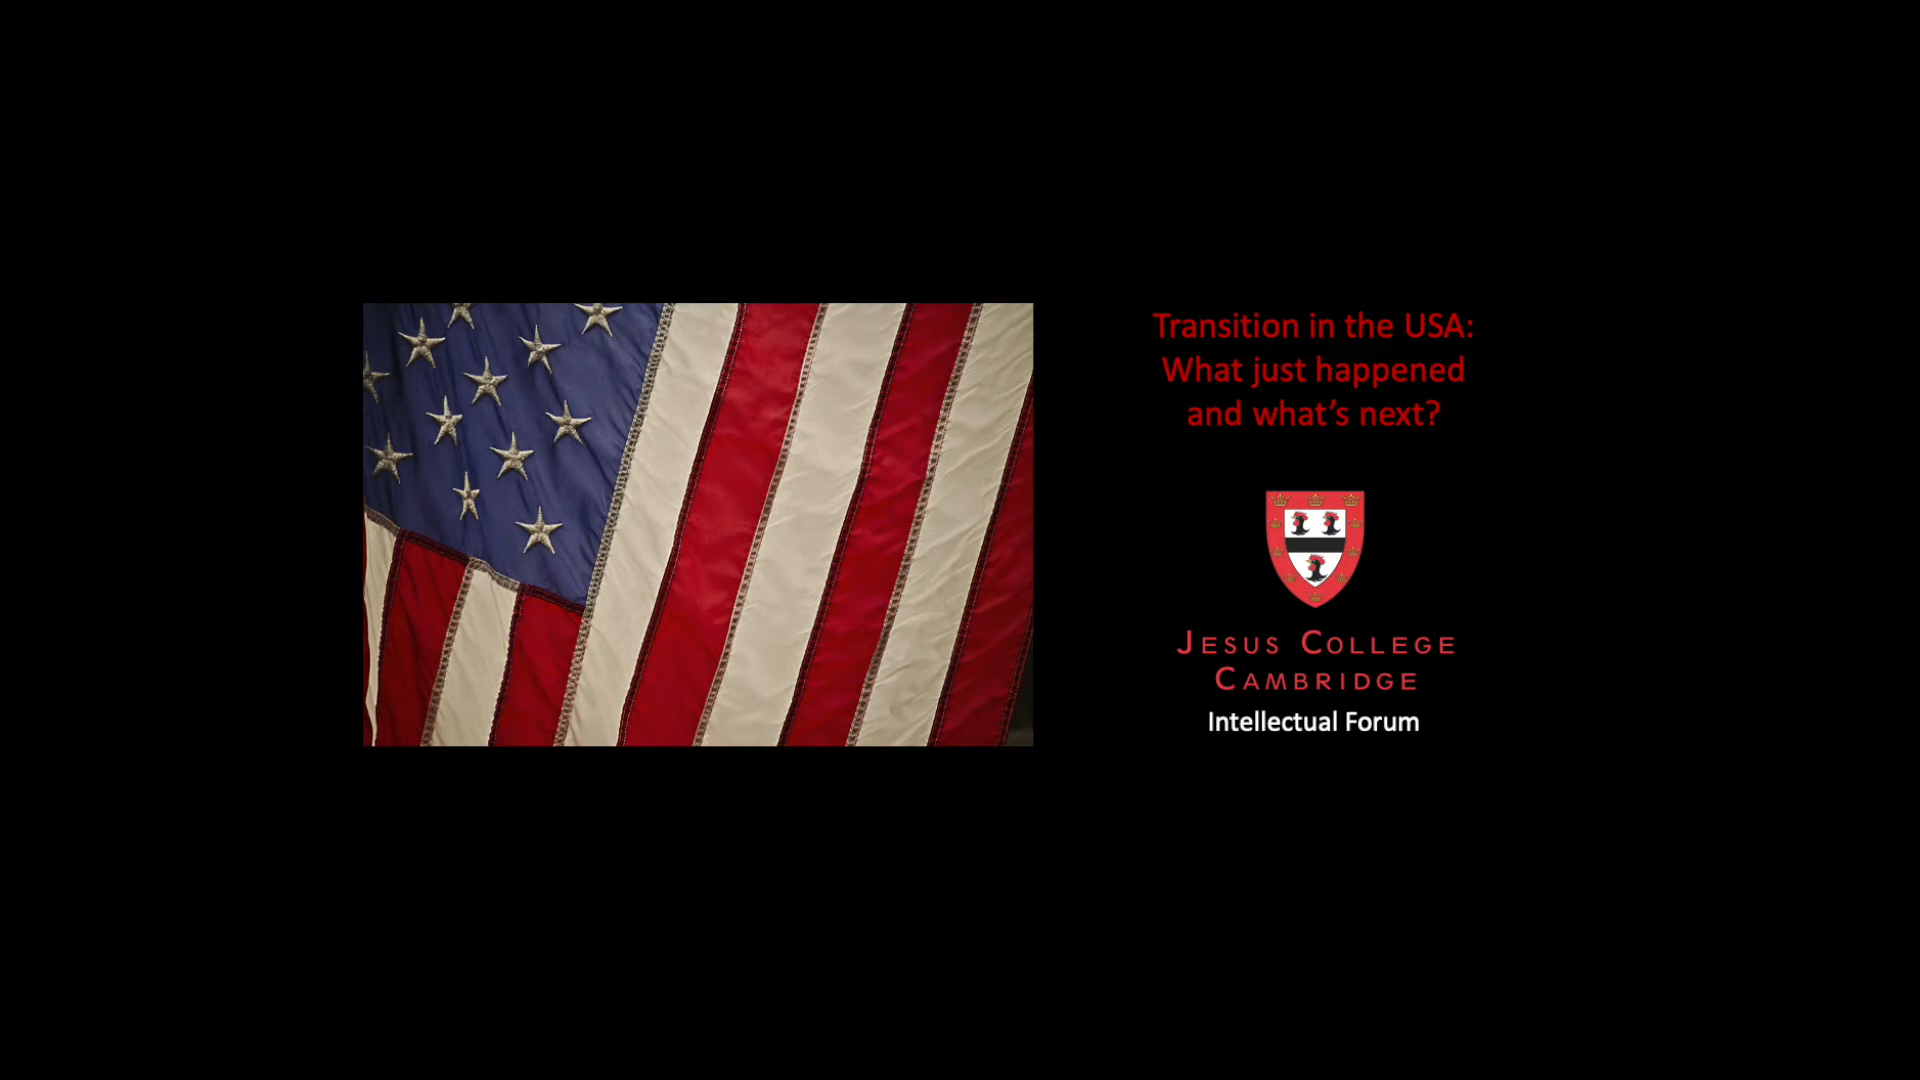 Transition in the USA:
What just happened
and what’s next?
JESUS COLLEGE
CAMBRIDGE
Intellectual Forum